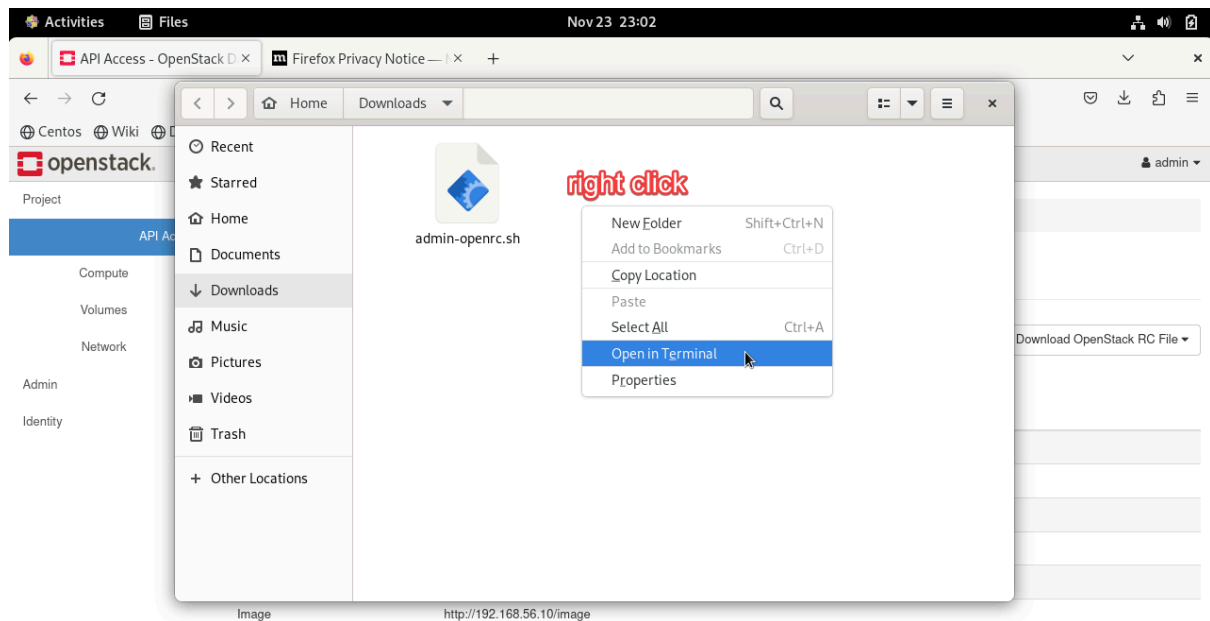 Activities Files Nov 23 23:02
API Access - OpenStack D Firefox Privacy Notice — M
Home Downloads
Centos Wiki D
openstack. admin
Project
API Ac
Compute
Volumes
Network
Admin
Identity
Recent
Starred
Home
Documents
Downloads
Music
Pictures
Videos
Trash
Other Locations
admin-openrc.sh
right click
New Folder Shift+Ctrl+N
Add to Bookmarks Ctrl+D
Copy Location
Paste
Select All Ctrl+A
Open in Terminal
Properties
Download OpenStack RC File
Image http://192.168.56.10/image